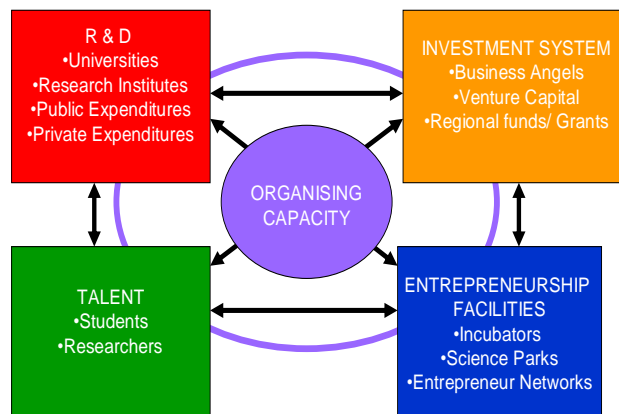 R & D
•Universities
•Research Institutes
•Public Expenditures
•Private Expenditures
INVESTMENT SYSTEM
•Business Angels
•Venture Capital
•Regional funds/ Grants
ORGANISING
CAPACITY
TALENT
•Students
•Researchers
ENTREPRENEURSHIP
FACILITIES
•Incubators
•Science Parks
•Entrepreneur Networks